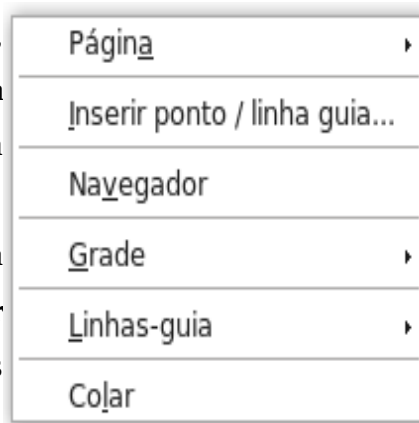 Página
Inserir ponto / linha guia...
Navegador
Grade
Linhas-guia
Colar